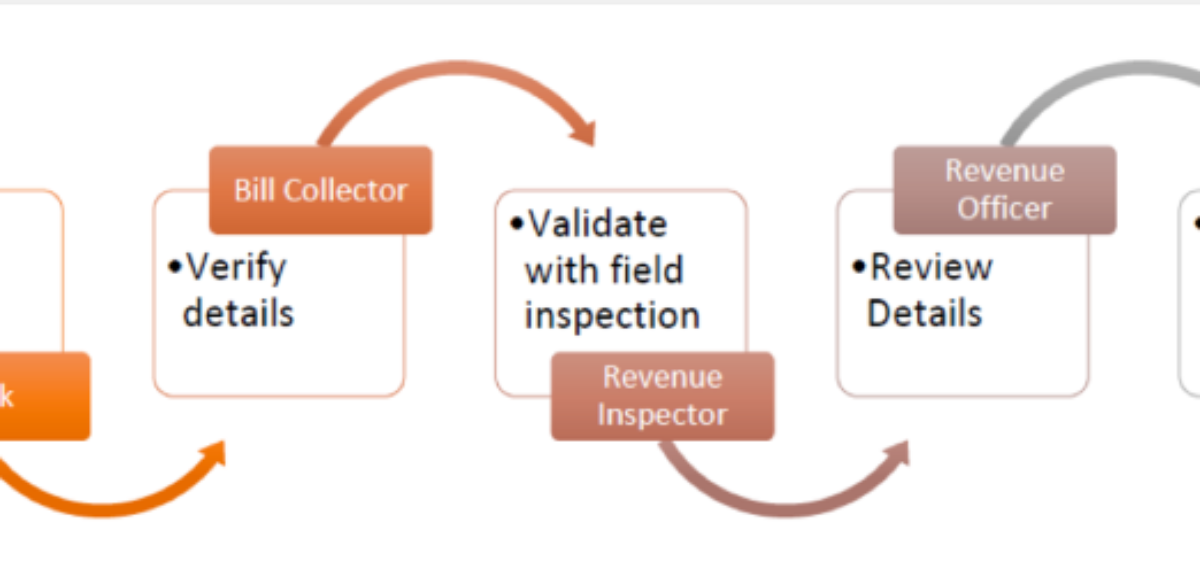 k
Bill Collector
•Verify
details
•Validate
with field
inspection
Revenue
Inspector
Revenue
Officer
•Review
Details
•